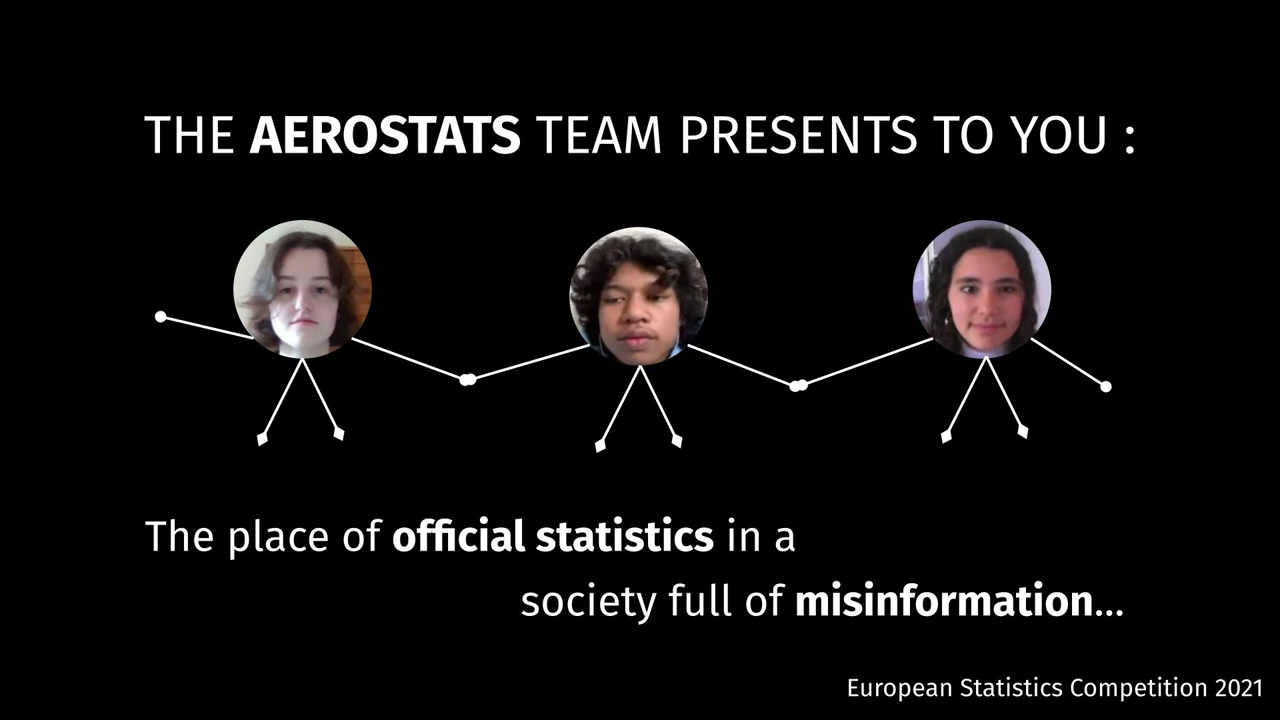 THE AEROSTATS TEAM PRESENTS TO YOU :
The place of official statistics in a
society full of misinformation...
European Statistics Competition 2021